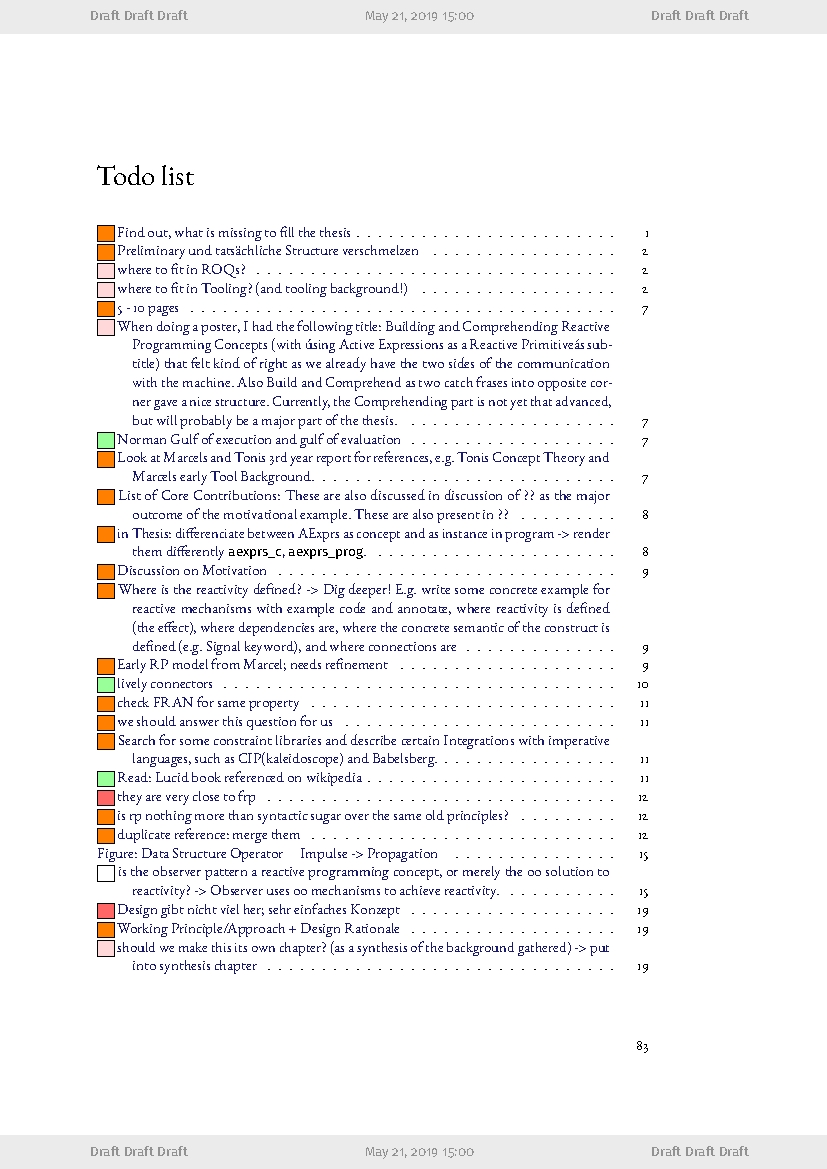 Draft Draft Draft May 21, 2019 15:00 Draft Draft Draft
Todo list
Find out, what is missing to fill the thesis . . . . . . . . . . . . . . . . . . . . . . . . 1
Preliminary und tatsächliche Structure verschmelzen . . . . . . . . . . . . . . . . . 2
where to fit in ROQs? . . . . . . . . . . . . . . . . . . . . . . . . . . . . . . . . . 2
where to fit in Tooling? (and tooling background!) . . . . . . . . . . . . . . . . . . 2
5 - 10 pages . . . . . . . . . . . . . . . . . . . . . . . . . . . . . . . . . . . . . . . 7
When doing a poster, I had the following title: Building and Comprehending Reactive
Programming Concepts (with úsing Active Expressions as a Reactive Primitiveás sub-
title) that felt kind of right as we already have the two sides of the communication
with the machine. Also Build and Comprehend as two catch frases into opposite cor-
ner gave a nice structure. Currently, the Comprehending part is not yet that advanced,
but will probably be a major part of the thesis. . . . . . . . . . . . . . . . . . . . 7
Norman Gulf of execution and gulf of evaluation . . . . . . . . . . . . . . . . . . . 7
Look at Marcels and Tonis 3rd year report for references, e.g. Tonis Concept Theory and
Marcels early Tool Background. . . . . . . . . . . . . . . . . . . . . . . . . . . . . 7
List of Core Contributions: These are also discussed in discussion of ?? as the major
outcome of the motivational example. These are also present in ?? . . . . . . . . . 8
in Thesis: differenciate between AExprs as concept and as instance in program -> render
them differently aexprs_c, aexprs_prog. . . . . . . . . . . . . . . . . . . . . . . 8
Discussion on Motivation . . . . . . . . . . . . . . . . . . . . . . . . . . . . . . . 9
Where is the reactivity defined? -> Dig deeper! E.g. write some concrete example for
reactive mechanisms with example code and annotate, where reactivity is defined
(the effect), where dependencies are, where the concrete semantic of the construct is
defined (e.g. Signal keyword), and where connections are . . . . . . . . . . . . . . 9
Early RP model from Marcel; needs refinement . . . . . . . . . . . . . . . . . . . . 9
lively connectors . . . . . . . . . . . . . . . . . . . . . . . . . . . . . . . . . . . . 10
check FRAN for same property . . . . . . . . . . . . . . . . . . . . . . . . . . . . 11
we should answer this question for us . . . . . . . . . . . . . . . . . . . . . . . . . 11
Search for some constraint libraries and describe certain Integrations with imperative
languages, such as CIP(kaleidoscope) and Babelsberg. . . . . . . . . . . . . . . . . 11
Read: Lucid book referenced on wikipedia . . . . . . . . . . . . . . . . . . . . . . . 11
they are very close to frp . . . . . . . . . . . . . . . . . . . . . . . . . . . . . . . . 12
is rp nothing more than syntactic sugar over the same old principles? . . . . . . . . . 12
duplicate reference: merge them . . . . . . . . . . . . . . . . . . . . . . . . . . . . 12
Figure: Data Structure Operator Impulse -> Propagation . . . . . . . . . . . . . . . 15
is the observer pattern a reactive programming concept, or merely the oo solution to
reactivity? -> Observer uses oo mechanisms to achieve reactivity. . . . . . . . . . . 15
Design gibt nicht viel her; sehr einfaches Konzept . . . . . . . . . . . . . . . . . . . 19
Working Principle/Approach + Design Rationale . . . . . . . . . . . . . . . . . . . 19
should we make this its own chapter? (as a synthesis of the background gathered) -> put
into synthesis chapter . . . . . . . . . . . . . . . . . . . . . . . . . . . . . . . . 19
83
Draft Draft Draft May 21, 2019 15:00 Draft Draft Draft